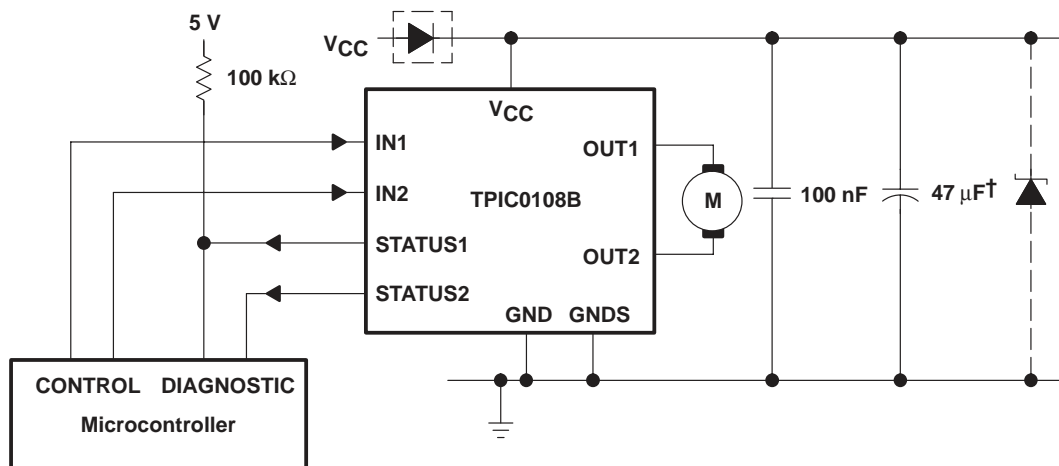 5 V
100 kΩ
VCC
VCC
IN1
IN2
STATUS1
STATUS2
OUT1
OUT2
TPIC0108B
GND GNDS
M
100 nF
47 μF†
CONTROL DIAGNOSTIC
Microcontroller